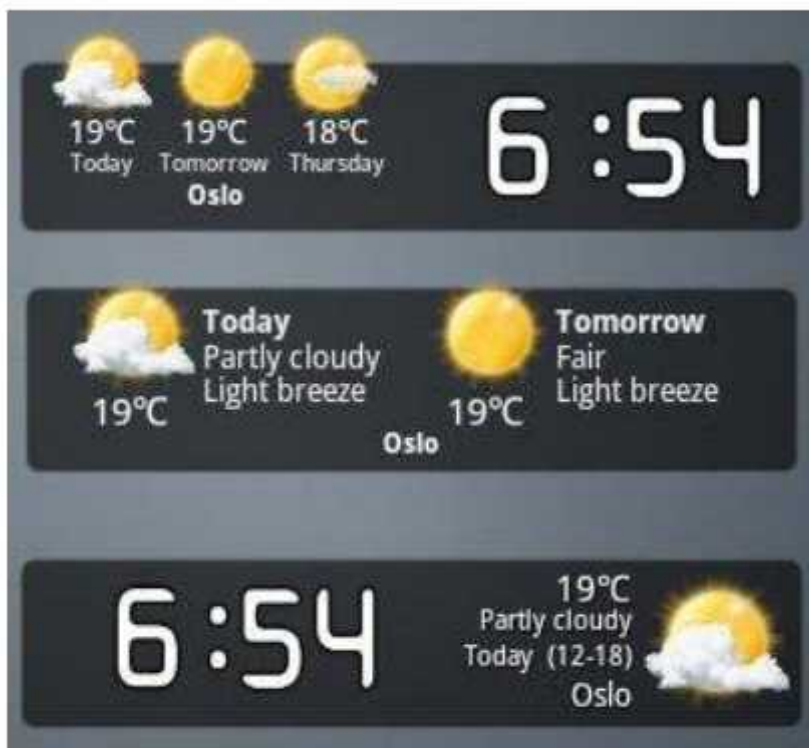 19°C 19°C 18°C
Today Tomorrow Thursday
Oslo
6:54
Today
Partly cloudy
Light breeze
19°C
Tomorrow
Fair
Light breeze
19°C
Oslo
6:54
19°C
Partly cloudy
Today (12-18)
Oslo